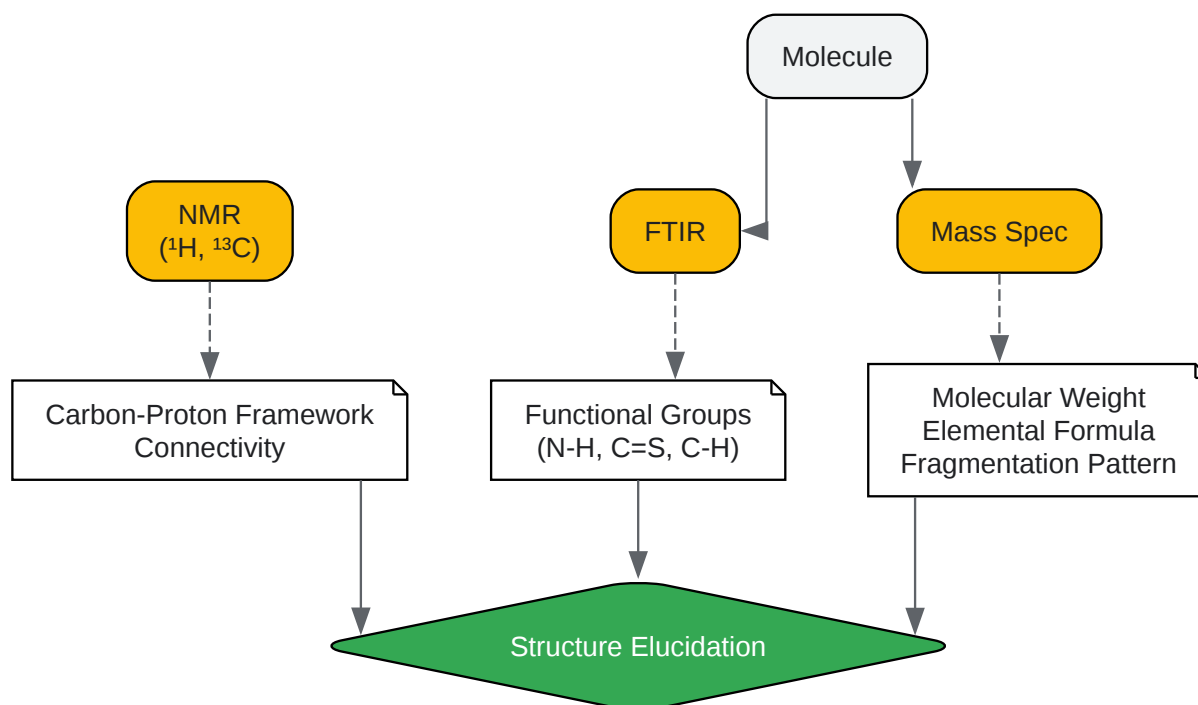 Molecule
NMR
(¹H, ¹³C)
FTIR
Mass Spec
Carbon-Proton Framework
Connectivity
Functional Groups
(N-H, C=S, C-H)
Molecular Weight
Elemental Formula
Fragmentation Pattern
Structure Elucidation